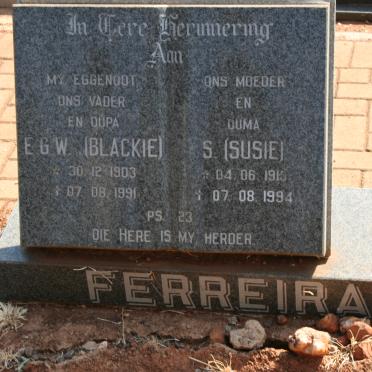 In Tere Herinnering
Aan
MY EGGENOOT,
ONS VADER
EN OUPA
E.G.W. (BLACKIE)
☆ 30.12.1903
† 07.08.1991
ONS MOEDER
EN
OUMA
S. (SUSIE)
☆ 04.06.1915
† 07.08.1994
PS. 23
DIE HERE IS MY HERDER
FERREIRA